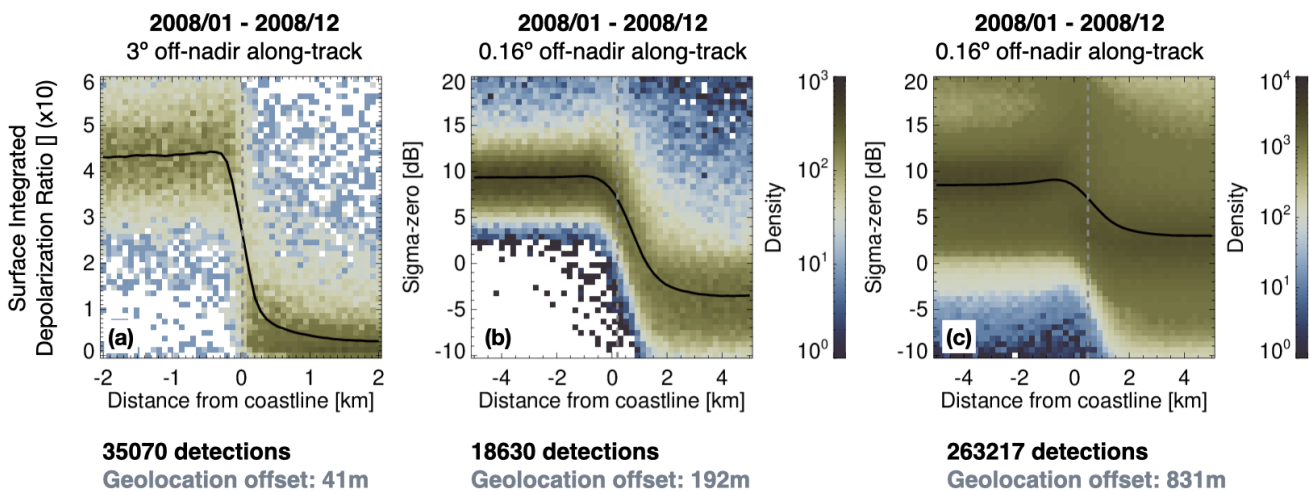 2008/01 - 2008/12
3º off-nadir along-track
6
5
4
3
2
1
0
Surface Integrated
Depolarization Ratio [] (x10)
(a)
-2 -1 0 1 2
Distance from coastline [km]
35070 detections
Geolocation offset: 41m
2008/01 - 2008/12
0.16º off-nadir along-track
20
15
10
5
0
-5
-10
Sigma-zero [dB]
(b)
-4 -2 0 2 4
Distance from coastline [km]
10³
10²
10¹
10⁰
Density
18630 detections
Geolocation offset: 192m
2008/01 - 2008/12
0.16º off-nadir along-track
20
15
10
5
0
-5
-10
Sigma-zero [dB]
(c)
-4 -2 0 2 4
Distance from coastline [km]
10⁴
10³
10²
10¹
10⁰
Density
263217 detections
Geolocation offset: 831m